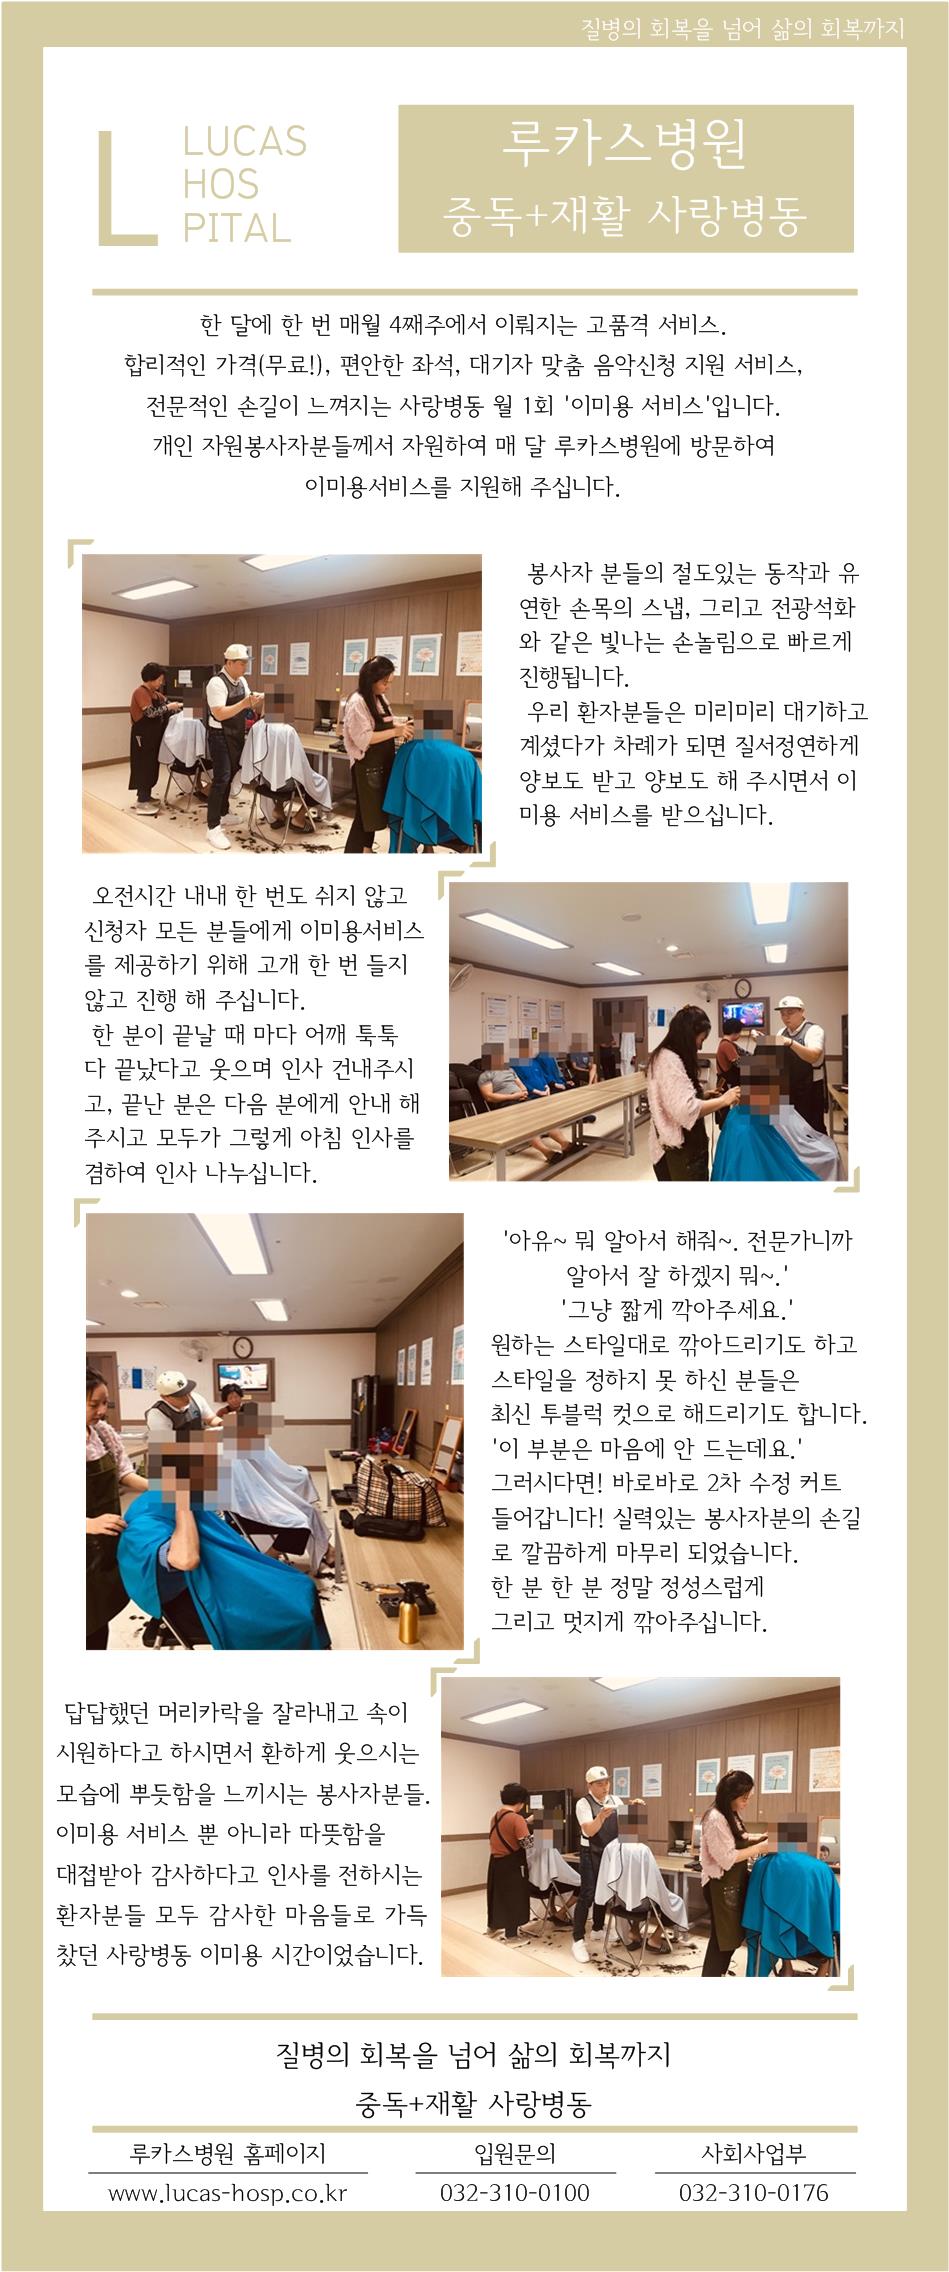 질병의 회복을 넘어 삶의 회복까지
L
LUCAS
HOS
PITAL
루카스병원
중독+재활 사랑병동
한 달에 한 번 매월 4째주에서 이뤄지는 고품격 서비스.
합리적인 가격(무료!), 편안한 좌석, 대기자 맞춤 음악신청 지원 서비스,
전문적인 손길이 느껴지는 사랑병동 월 1회 '이미용 서비스'입니다.
개인 자원봉사자분들께서 자원하여 매 달 루카스병원에 방문하여
이미용서비스를 지원해 주십니다.
봉사자 분들의 절도있는 동작과 유
연한 손목의 스냅, 그리고 전광석화
와 같은 빛나는 손놀림으로 빠르게
진행됩니다.
우리 환자분들은 미리미리 대기하고
계셨다가 차례가 되면 질서정연하게
양보도 받고 양보도 해 주시면서 이
미용 서비스를 받으십니다.
오전시간 내내 한 번도 쉬지 않고
신청자 모든 분들에게 이미용서비스
를 제공하기 위해 고개 한 번 들지
않고 진행 해 주십니다.
한 분이 끝날 때 마다 어깨 툭툭
다 끝났다고 웃으며 인사 건내주시
고, 끝난 분은 다음 분에게 안내 해
주시고 모두가 그렇게 아침 인사를
겸하여 인사 나누십니다.
'아유~ 뭐 알아서 해줘~. 전문가니까
알아서 잘 하겠지 뭐~.'
'그냥 짧게 깍아주세요.'
원하는 스타일대로 깎아드리기도 하고
스타일을 정하지 못 하신 분들은
최신 투블럭 컷으로 해드리기도 합니다.
'이 부분은 마음에 안 드는데요.'
그러시다면! 바로바로 2차 수정 커트
들어갑니다! 실력있는 봉사자분의 손길
로 깔끔하게 마무리 되었습니다.
한 분 한 분 정말 정성스럽게
그리고 멋지게 깎아주십니다.
답답했던 머리카락을 잘라내고 속이
시원하다고 하시면서 환하게 웃으시는
모습에 뿌듯함을 느끼시는 봉사자분들.
이미용 서비스 뿐 아니라 따뜻함을
대접받아 감사하다고 인사를 전하시는
환자분들 모두 감사한 마음들로 가득
찼던 사랑병동 이미용 시간이었습니다.
질병의 회복을 넘어 삶의 회복까지
중독+재활 사랑병동
루카스병원 홈페이지
www.lucas-hosp.co.kr
입원문의
032-310-0100
사회사업부
032-310-0176